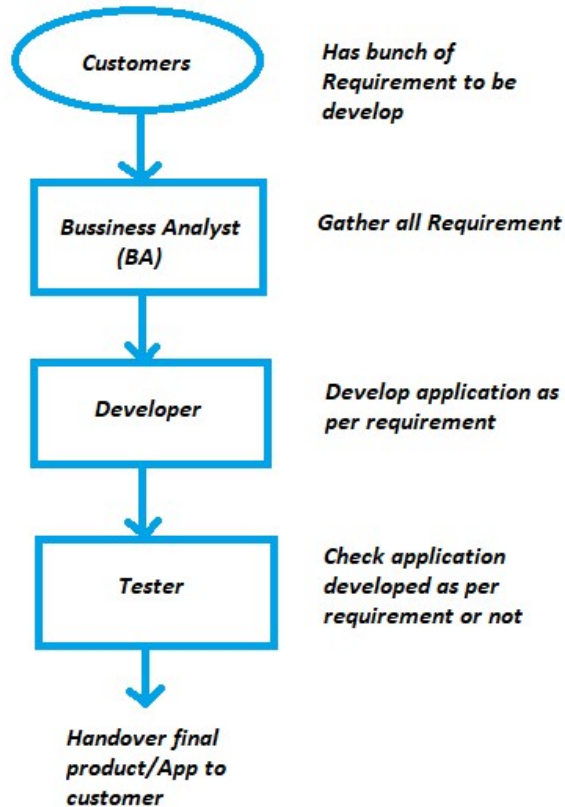 Customers
Has bunch of
Requirement to be
develop
Bussiness Analyst
(BA)
Gather all Requirement
Developer
Develop application as
per requirement
Tester
Check application
developed as per
requirement or not
Handover final
product/App to
customer